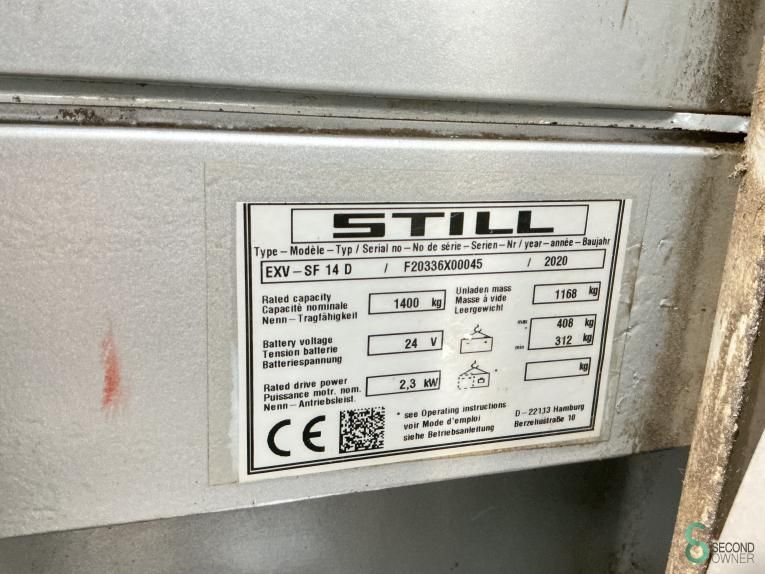 STILL
Type – Modèle – Typ / Serial no – No de série – Serien – Nr / year – année – Baujahr
EXV – SF 14 D / F20336X00045 / 2020
Rated capacity
Capacité nominale
Nenn – Tragfähigkeit
1400 kg
Unladen mass
Masse à vide
Leergewicht
1168 kg
Battery voltage
Tension batterie
Batteriespannung
24 V
max
408 kg
* min
312 kg
Rated drive power
Puissance motr. nom.
Nenn – Antriebsleist.
2,3 kW
kg
CE
* see Operating instructions
voir Mode d'emploi
siehe Betriebsanleitung
D – 22113 Hamburg
Berzeliusstraße 10
SECOND
OWNER